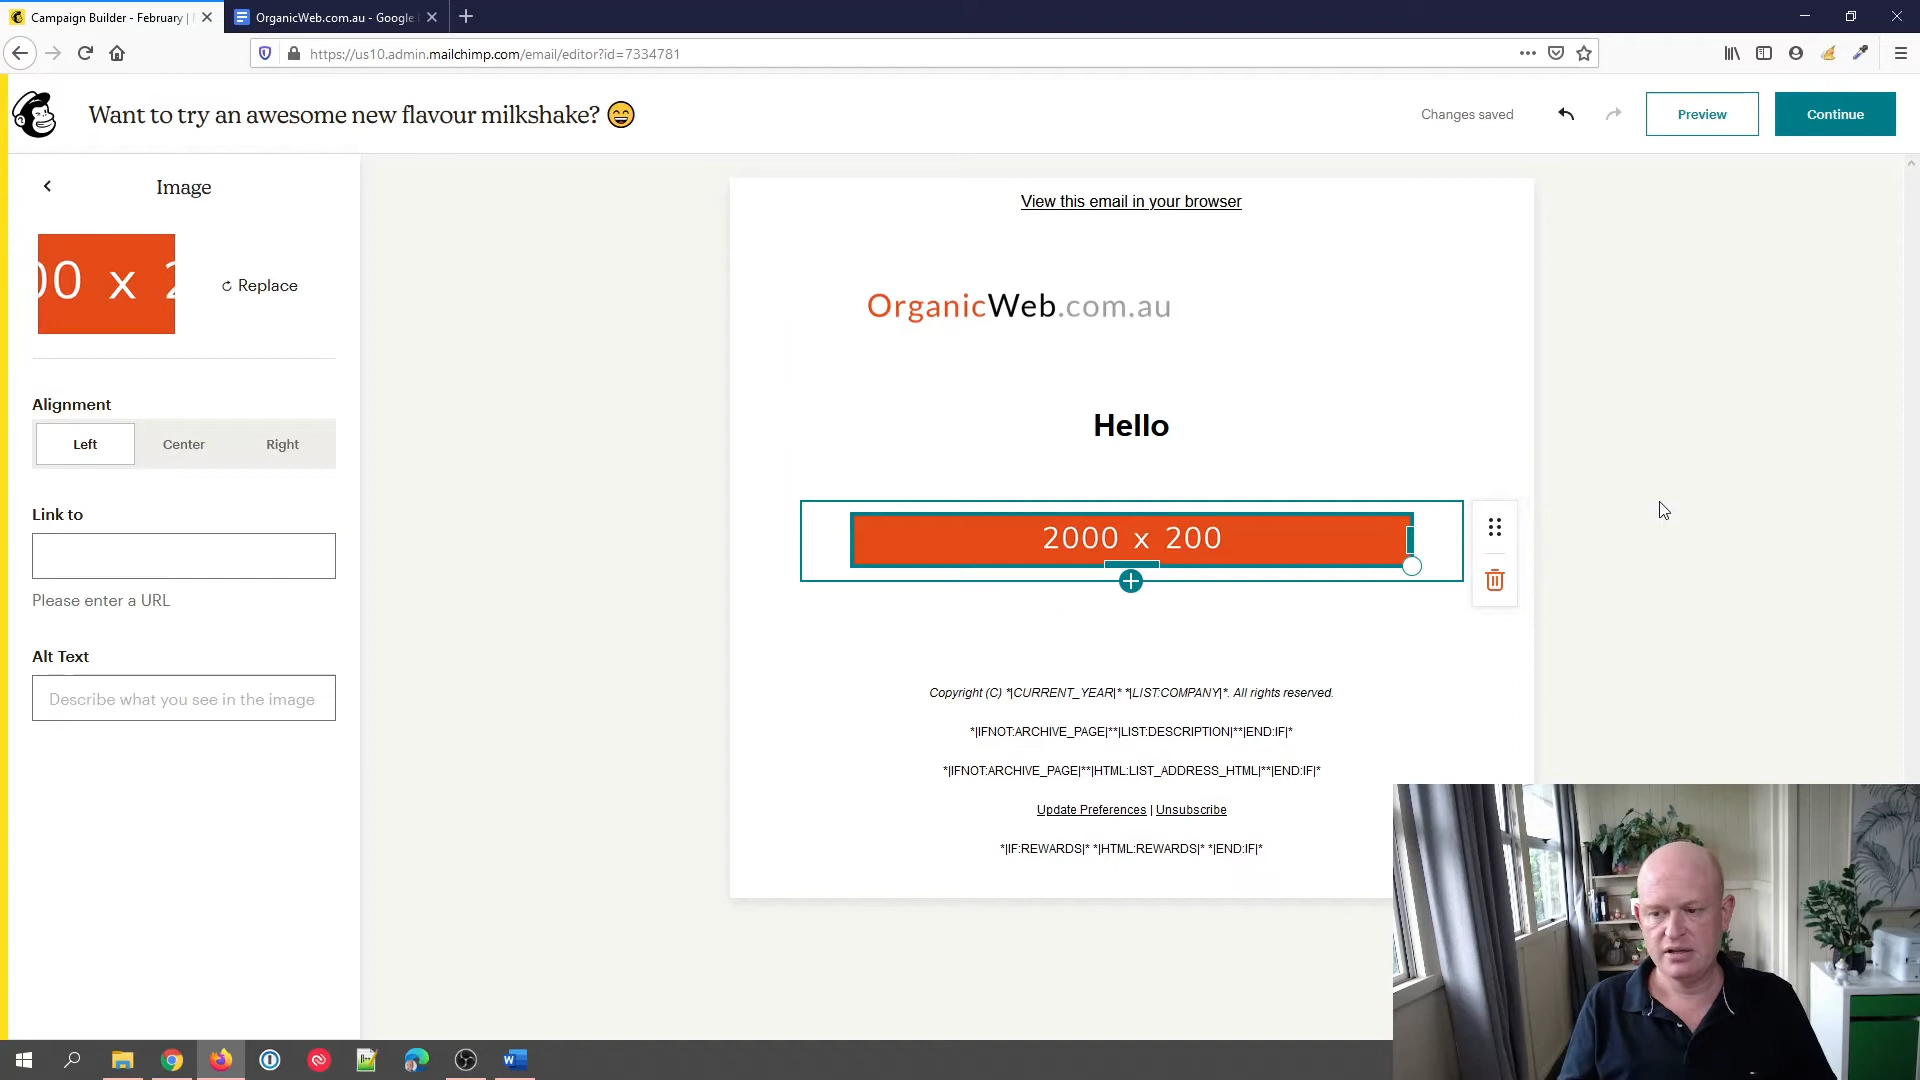 Campaign Builder - February |
OrganicWeb.com.au - Google
https://us10.admin.mailchimp.com/email/editor?id=7334781
Want to try an awesome new flavour milkshake? 😄
Changes saved
Preview
Continue
Image
00 x 2
Replace
Alignment
Left
Center
Right
Link to
Please enter a URL
Alt Text
Describe what you see in the image
View this email in your browser
OrganicWeb.com.au
Hello
2000 x 200
Copyright (C) *|CURRENT_YEAR|* *|LIST:COMPANY|*. All rights reserved.
*|IFNOT:ARCHIVE_PAGE|**|LIST:DESCRIPTION|**|END:IF|*
*|IFNOT:ARCHIVE_PAGE|**|HTML:LIST_ADDRESS_HTML|**|END:IF|*
Update Preferences | Unsubscribe
*|IF:REWARDS|* *|HTML:REWARDS|* *|END:IF|*